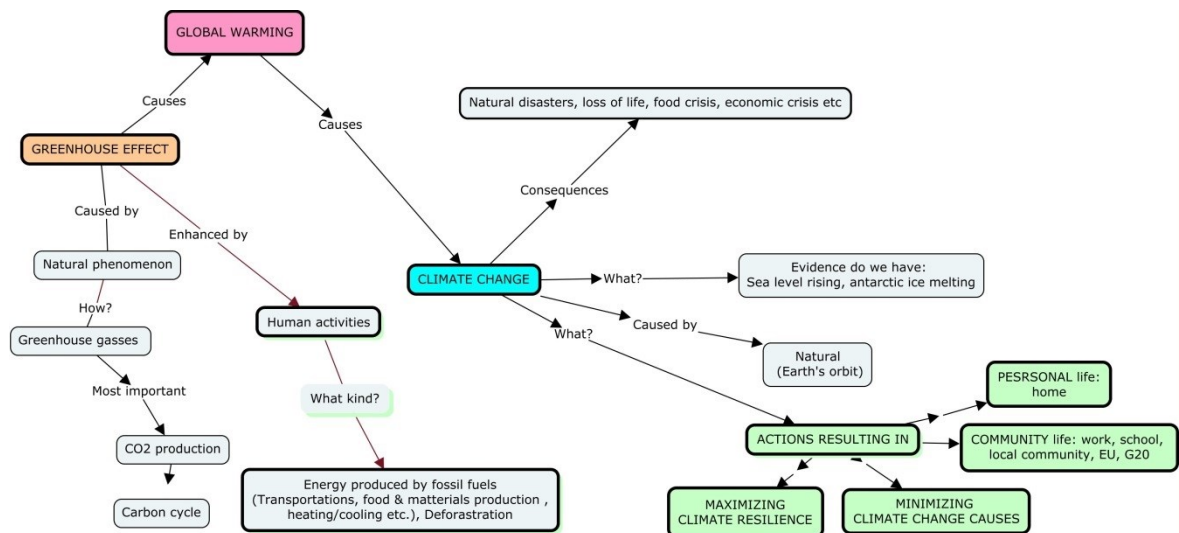 GLOBAL WARMING
Causes
Causes
Natural disasters, loss of life, food crisis, economic crisis etc
GREENHOUSE EFFECT
Consequences
Caused by
Enhanced by
Natural phenomenon
CLIMATE CHANGE
What?
Evidence do we have:
Sea level rising, antarctic ice melting
How?
Human activities
Caused by
What?
Greenhouse gasses
Natural
(Earth's orbit)
Most important
What kind?
PESRSONAL life:
home
CO2 production
ACTIONS RESULTING IN
COMMUNITY life: work, school,
local community, EU, G20
Carbon cycle
Energy produced by fossil fuels
(Transportations, food & matterials production ,
heating/cooling etc.), Deforastration
MAXIMIZING
CLIMATE RESILIENCE
MINIMIZING
CLIMATE CHANGE CAUSES